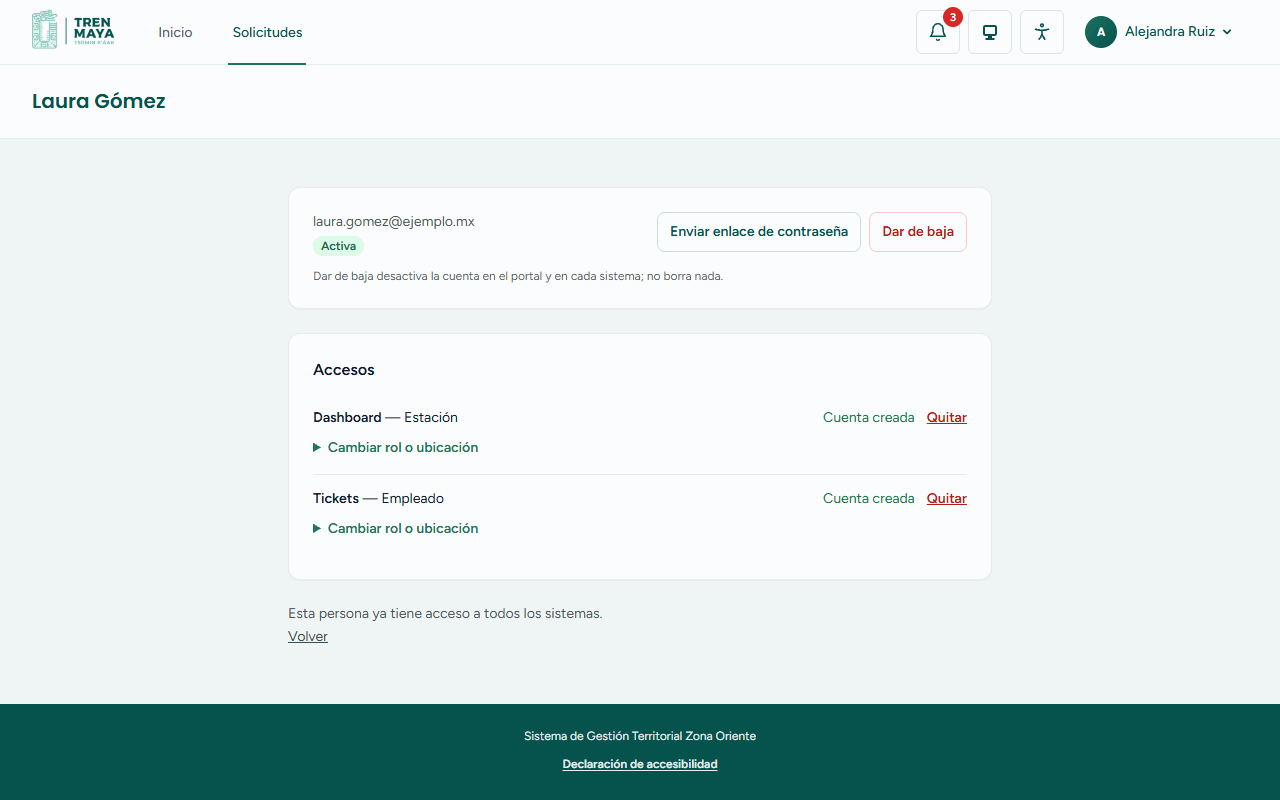 TREN
MAYA
TSÍIMIN K'ÁAK
Inicio
Solicitudes
3
A
Alejandra Ruiz
Laura Gómez
laura.gomez@ejemplo.mx
Activa
Enviar enlace de contraseña
Dar de baja
Dar de baja desactiva la cuenta en el portal y en cada sistema; no borra nada.
Accesos
Dashboard — Estación
Cuenta creada
Quitar
Cambiar rol o ubicación
Tickets — Empleado
Cuenta creada
Quitar
Cambiar rol o ubicación
Esta persona ya tiene acceso a todos los sistemas.
Volver
Sistema de Gestión Territorial Zona Oriente
Declaración de accesibilidad